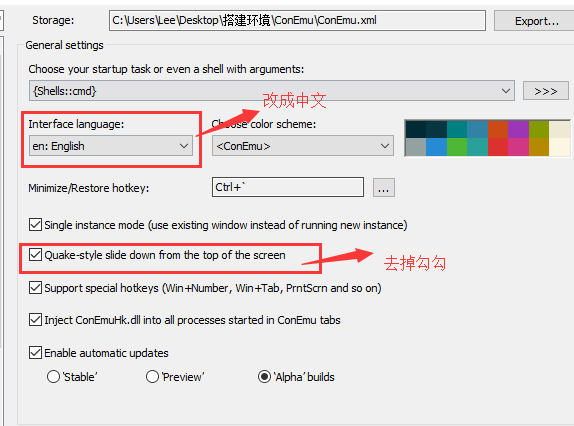 Storage:
C:\Users\Lee\Desktop\搭建环境\ConEmu\ConEmu.xml
Export...
General settings
Choose your startup task or even a shell with arguments:
{Shells::cmd}
>>>
改成中文
Interface language:
Choose color scheme:
en: English
<ConEmu>
Minimize/Restore hotkey:
Ctrl+`
...
Single instance mode (use existing window instead of running new instance)
Quake-style slide down from the top of the screen
去掉勾勾
Support special hotkeys (Win+Number, Win+Tab, PrntScrn and so on)
Inject ConEmuHk.dll into all processes started in ConEmu tabs
Enable automatic updates
'Stable'
'Preview'
'Alpha' builds